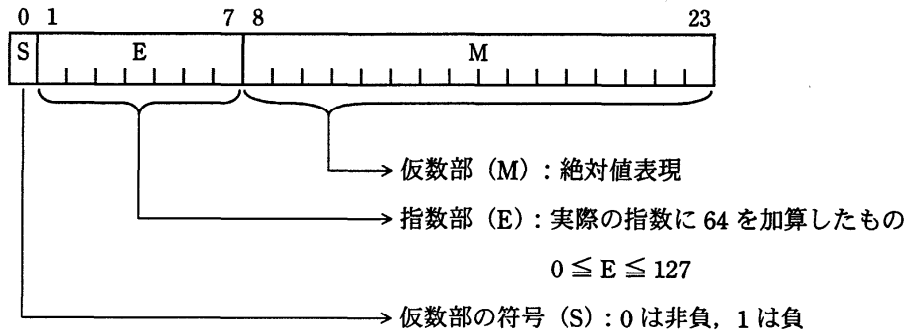 0 1 7 8 23
S E M
仮数部 (M):絶対値表現
指数部 (E):実際の指数に 64 を加算したもの
0 ≦ E ≦ 127
仮数部の符号 (S):0 は非負,1 は負